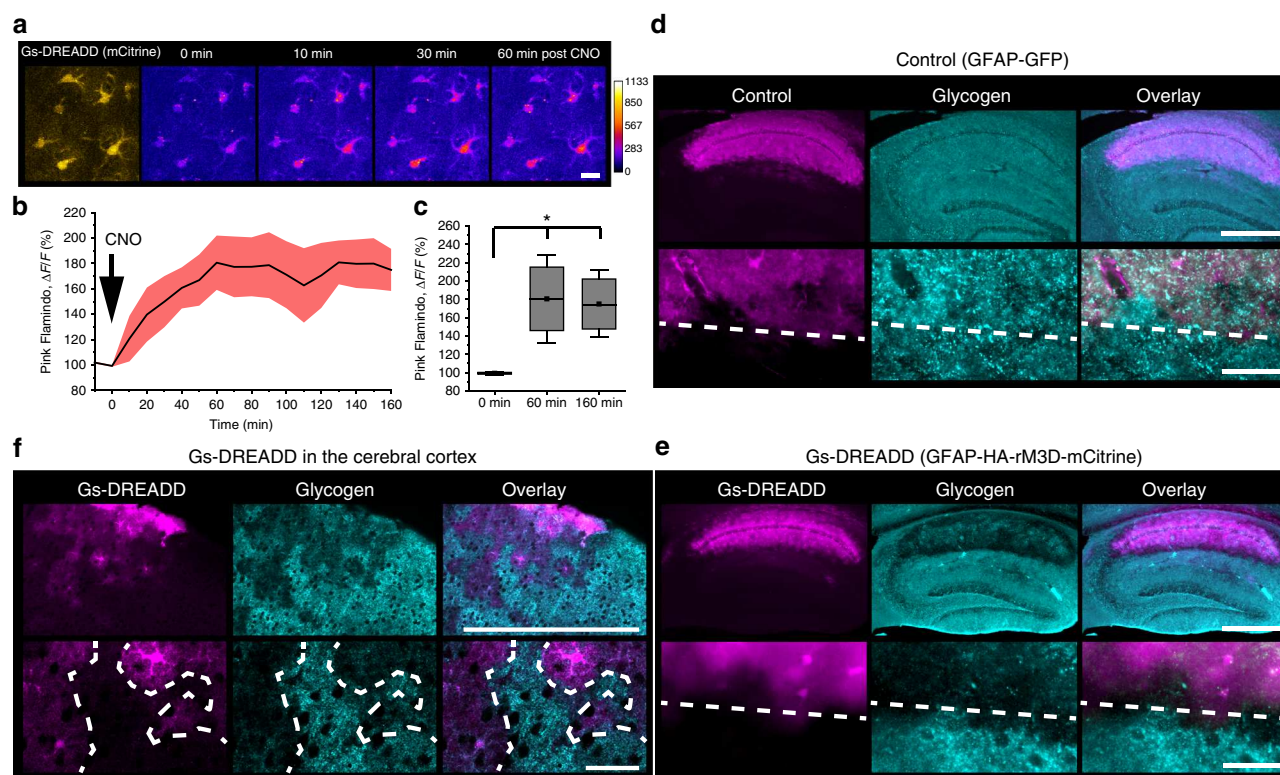 a
Gs-DREADD (mCitrine)
0 min
10 min
30 min
60 min post CNO
1133
850
567
283
0
b
Pink Flamindo, ΔF/F (%)
220
200
180
160
140
120
100
80
CNO
0
20
40
60
80
100
120
140
160
Time (min)
c
Pink Flamindo, ΔF/F (%)
260
240
220
200
180
160
140
120
100
80
*
0 min
60 min
160 min
d
Control (GFAP-GFP)
Control
Glycogen
Overlay
f
Gs-DREADD in the cerebral cortex
Gs-DREADD
Glycogen
Overlay
e
Gs-DREADD (GFAP-HA-rM3D-mCitrine)
Gs-DREADD
Glycogen
Overlay